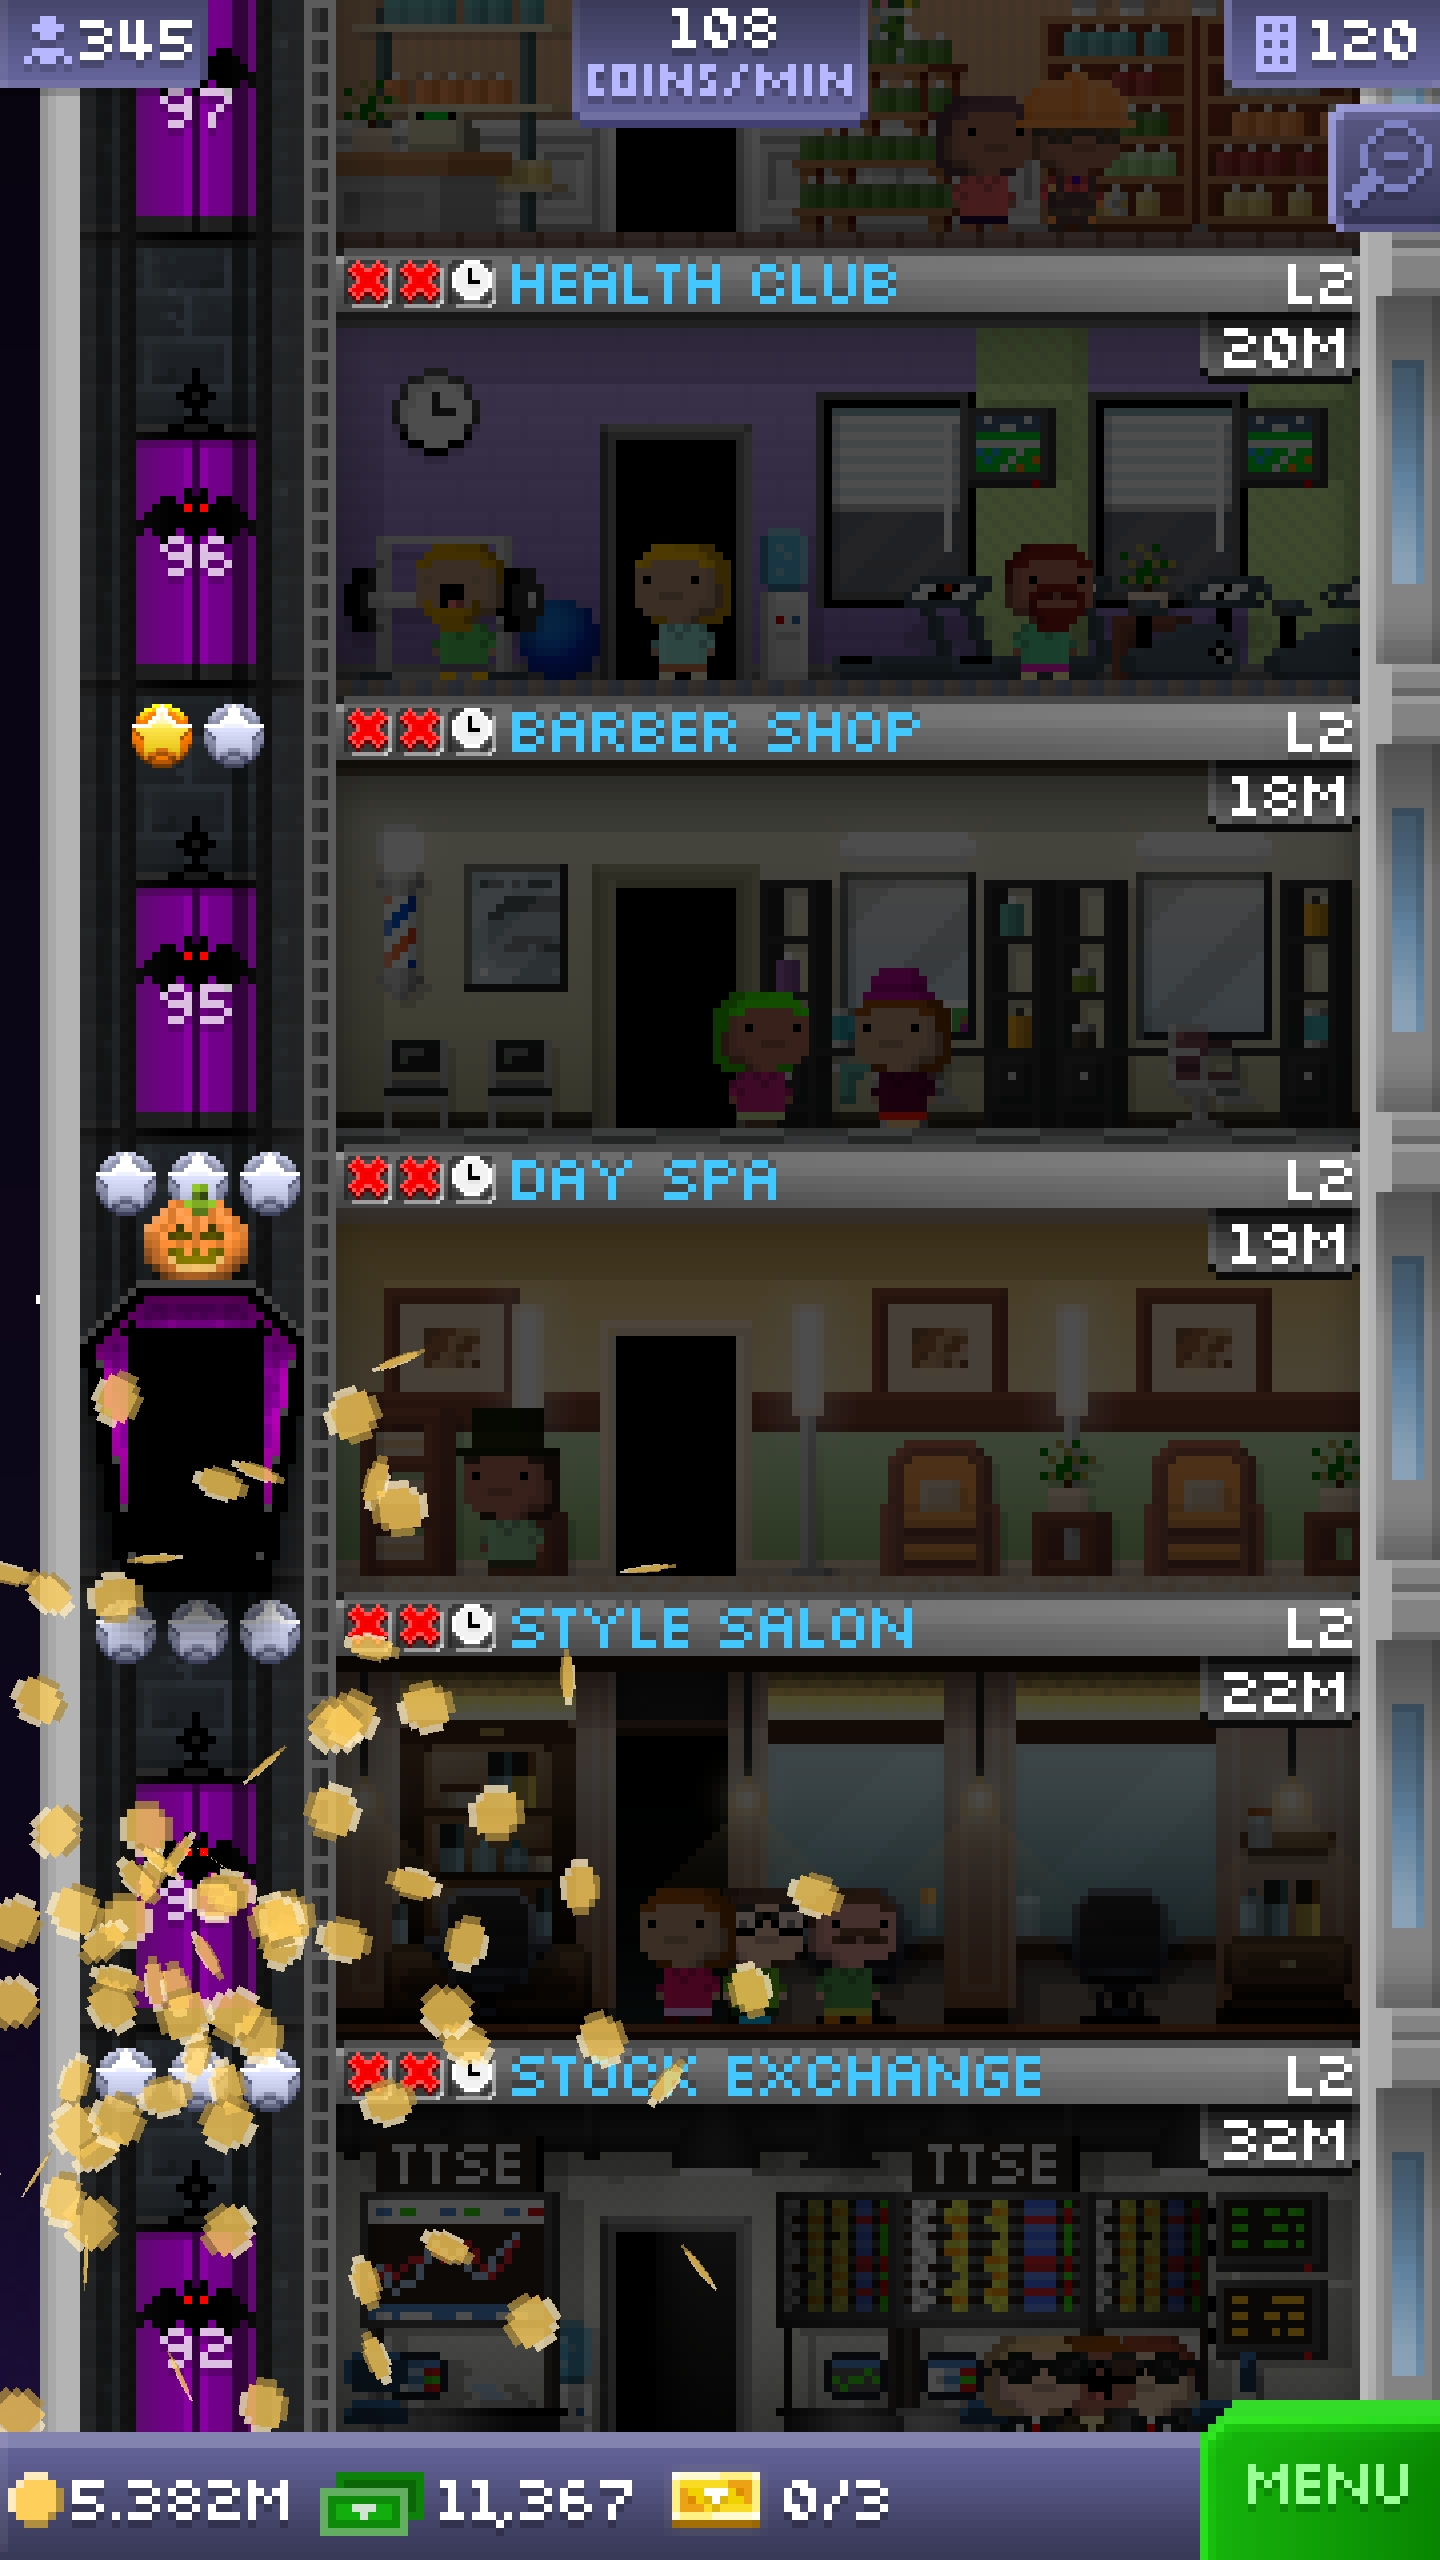 345
108
COINS/MIN
120
97
HEALTH CLUB L2
20M
96
BARBER SHOP L2
18M
95
DAY SPA L2
19M
STYLE SALON L2
22M
STOCK EXCHANGE L2
32M
TTSE TTSE
92
5.382M 11,367 0/3
MENU